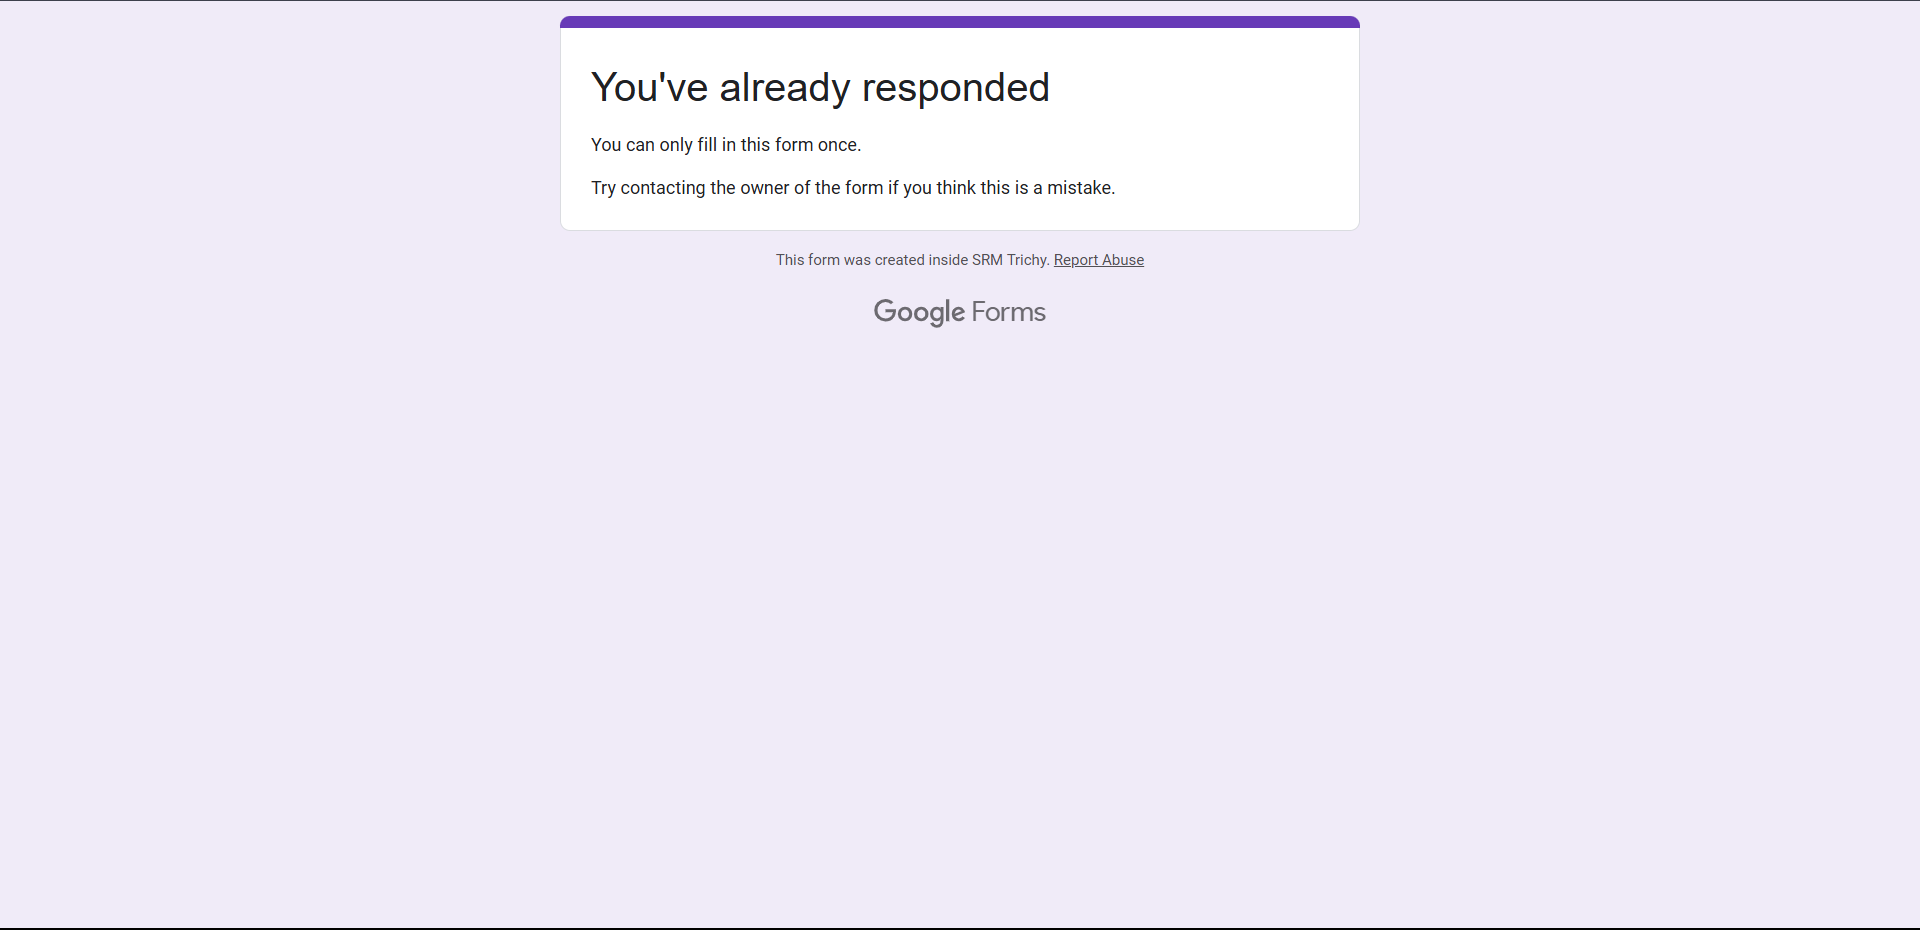 You've already responded
You can only fill in this form once.
Try contacting the owner of the form if you think this is a mistake.
This form was created inside SRM Trichy. Report Abuse
Google Forms